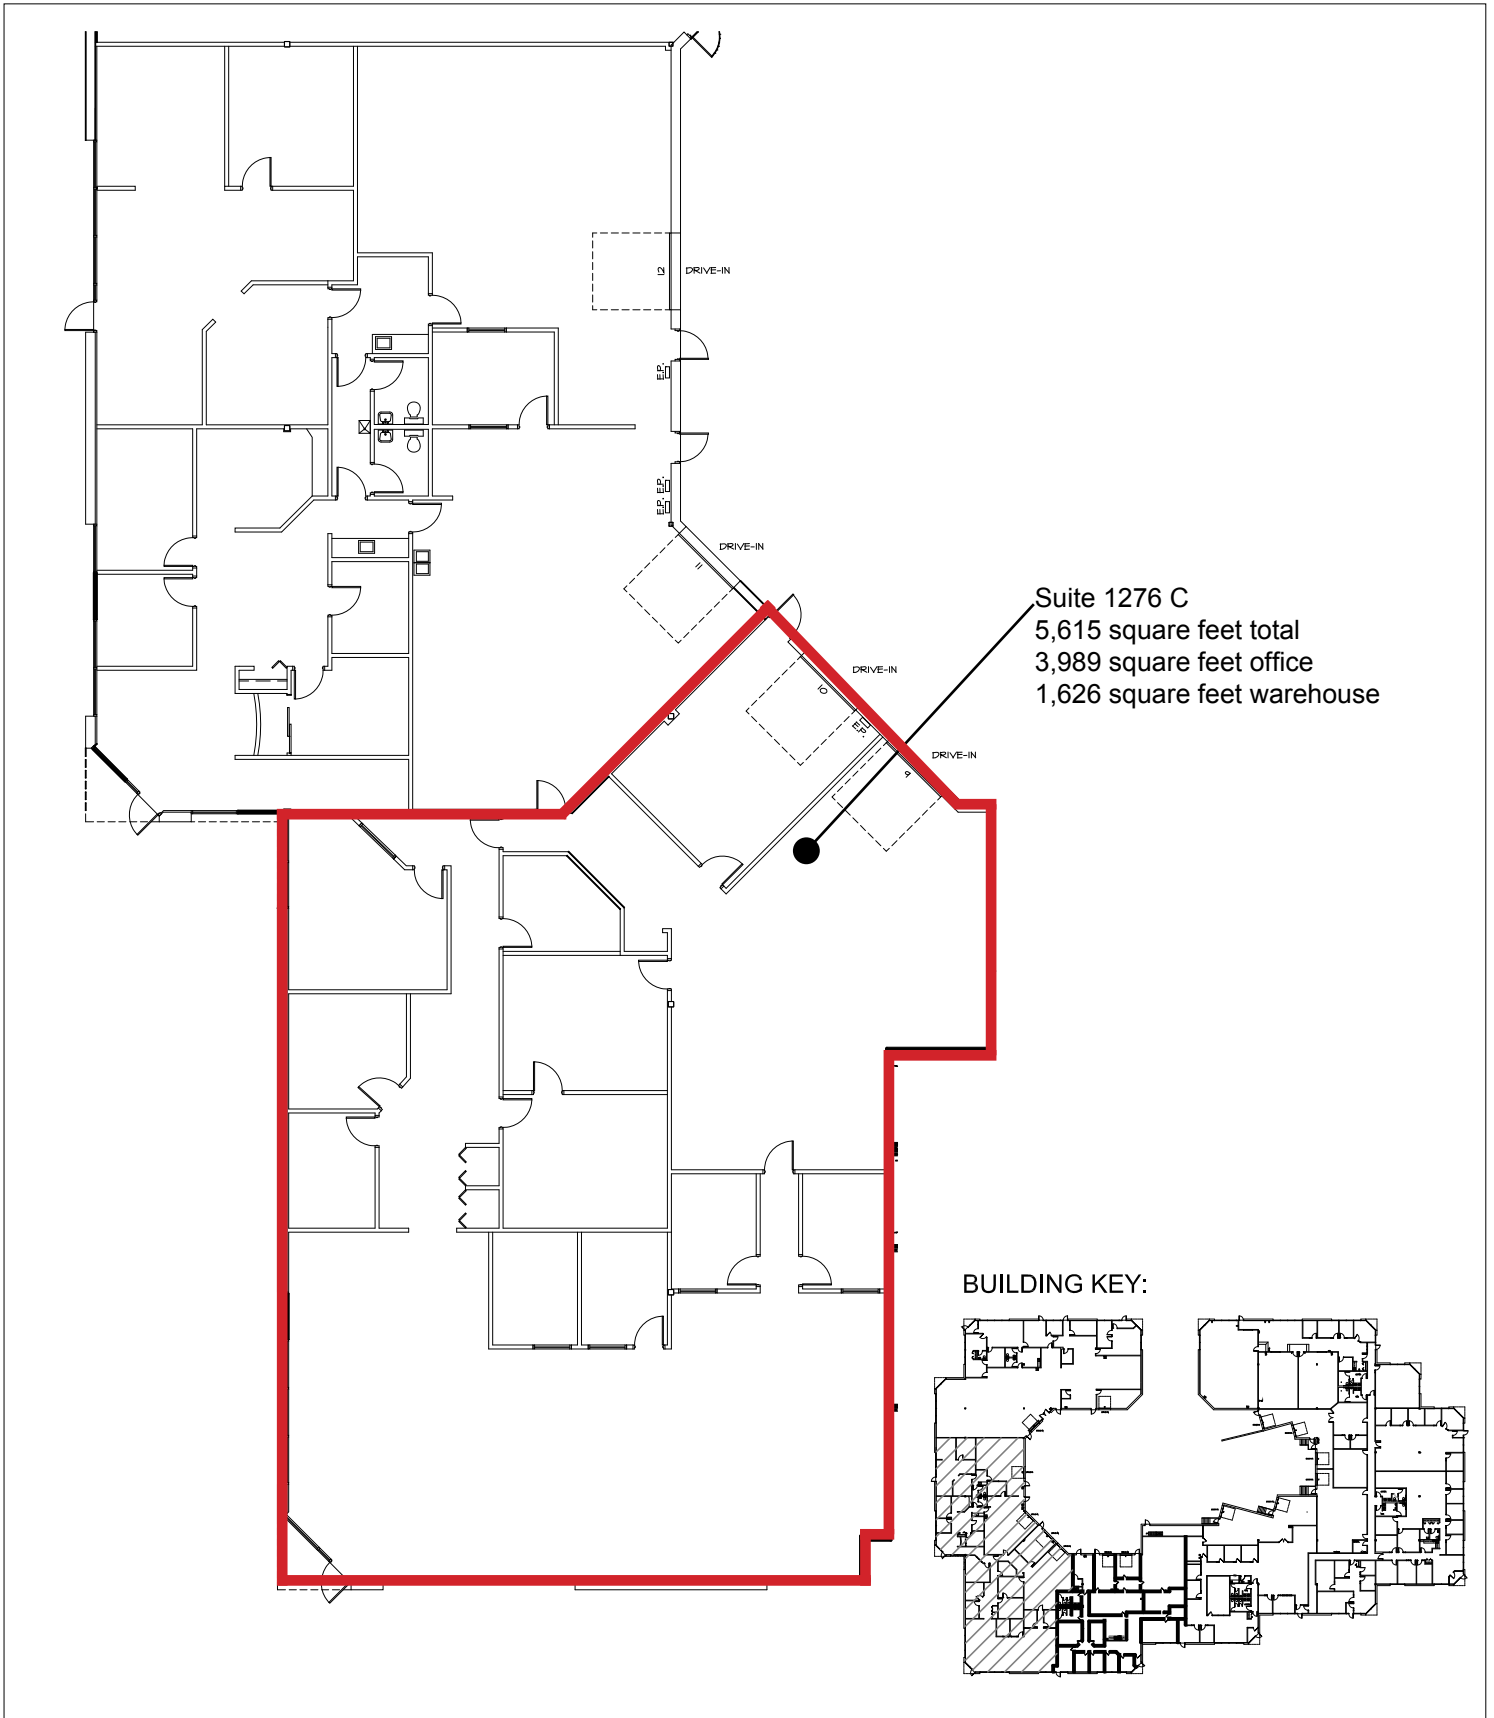 12
DRIVE-IN
E.P.
E.P.
E.P.
DRIVE-IN
11
Suite 1276 C
5,615 square feet total
3,989 square feet office
1,626 square feet warehouse
DRIVE-IN
10
E.P.
DRIVE-IN
9
BUILDING KEY: